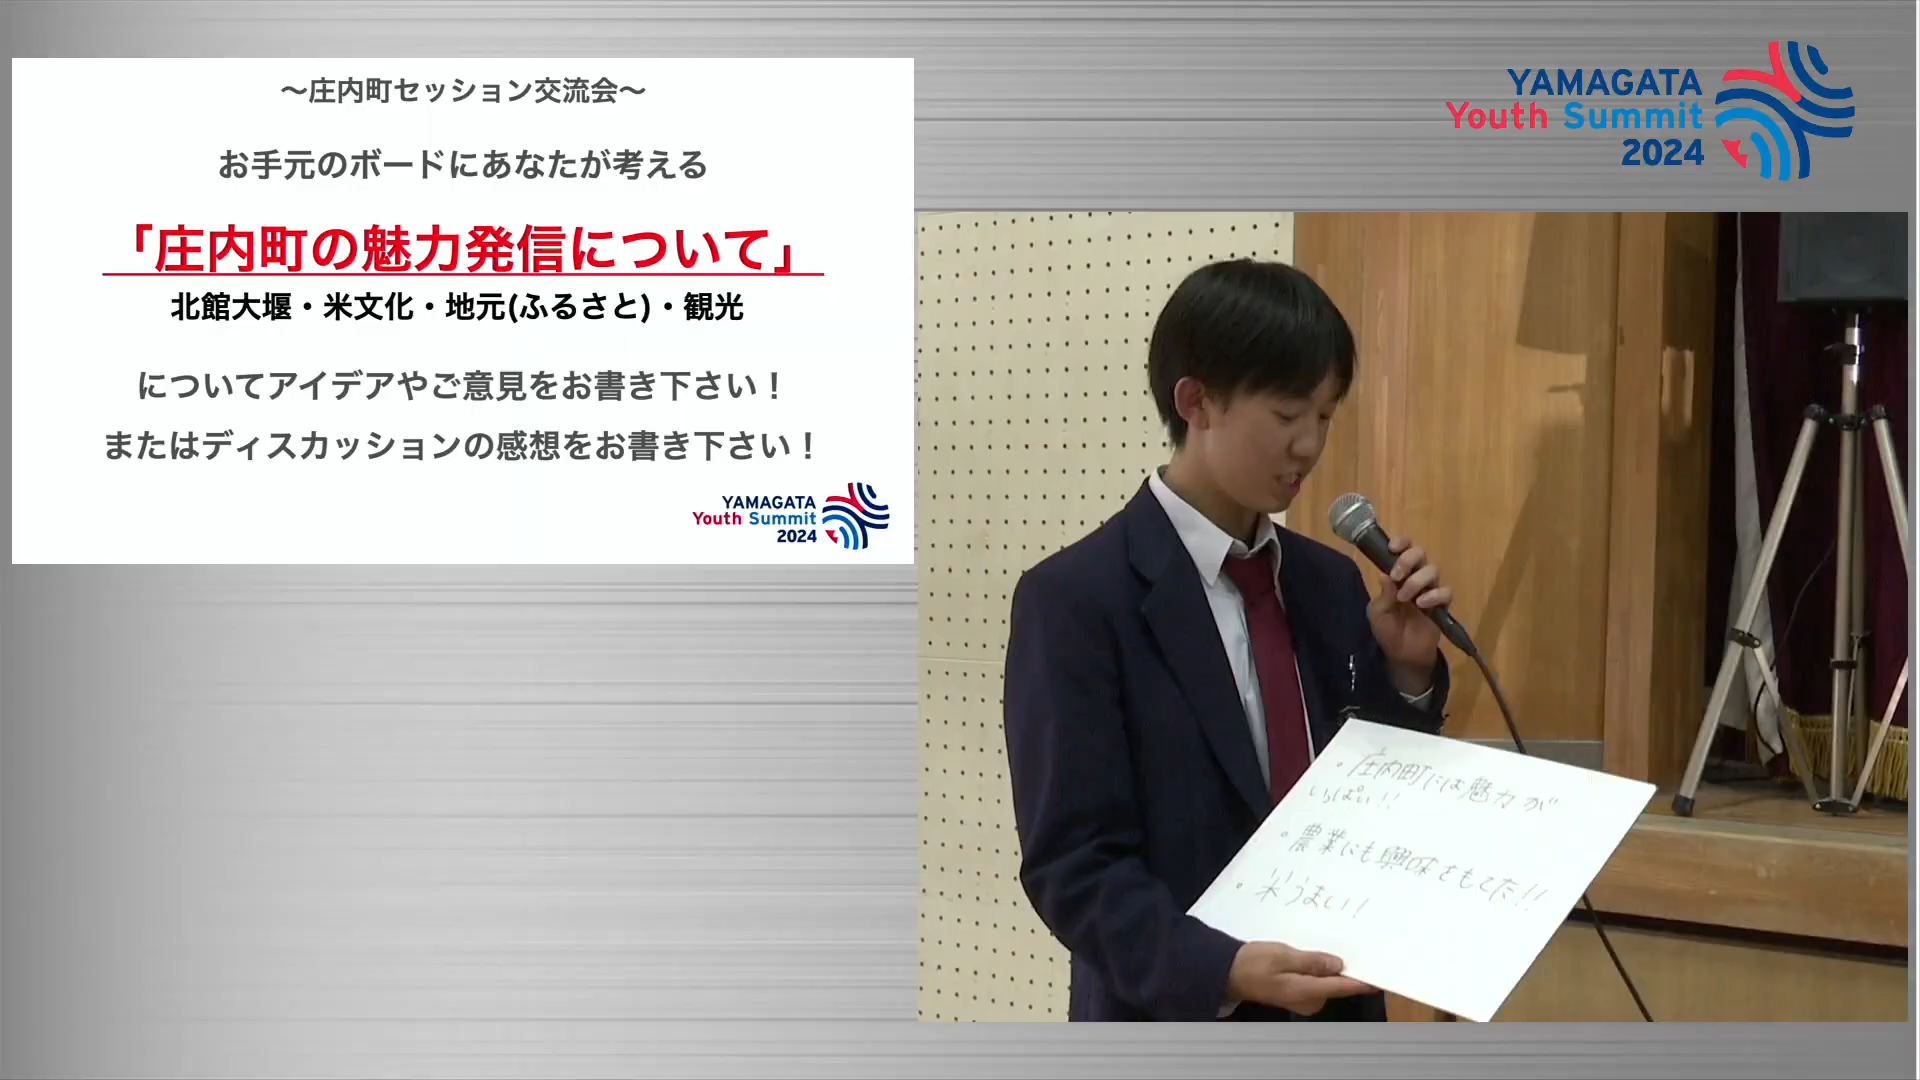 〜庄内町セッション交流会〜
お手元のボードにあなたが考える
「庄内町の魅力発信について」
北館大堰・米文化・地元(ふるさと)・観光
についてアイデアやご意見をお書き下さい！
またはディスカッションの感想をお書き下さい！
YAMAGATA
Youth Summit
2024
YAMAGATA
Youth Summit
2024
・庄内町には魅力が
いっぱい!!
・農業にも興味をもてた!!
・米うまい!